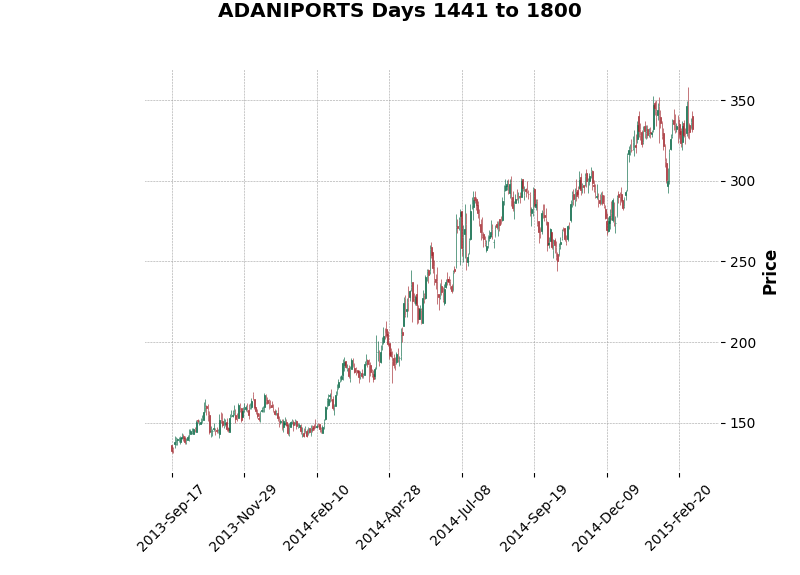 ADANIPORTS Days 1441 to 1800
350
300
250
200
150
Price
2013-Sep-17
2013-Nov-29
2014-Feb-10
2014-Apr-28
2014-Jul-08
2014-Sep-19
2014-Dec-09
2015-Feb-20